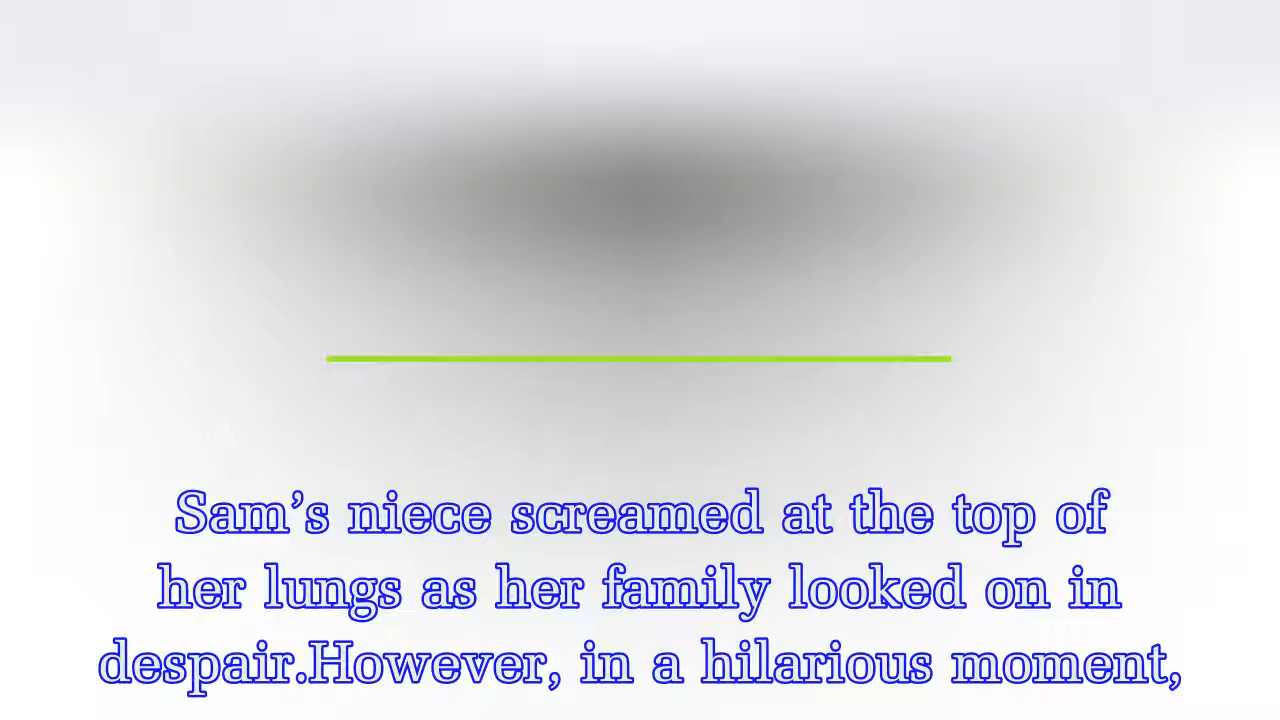 Sam’s niece screamed at the top of
her lungs as her family looked on in
despair.However, in a hilarious moment,